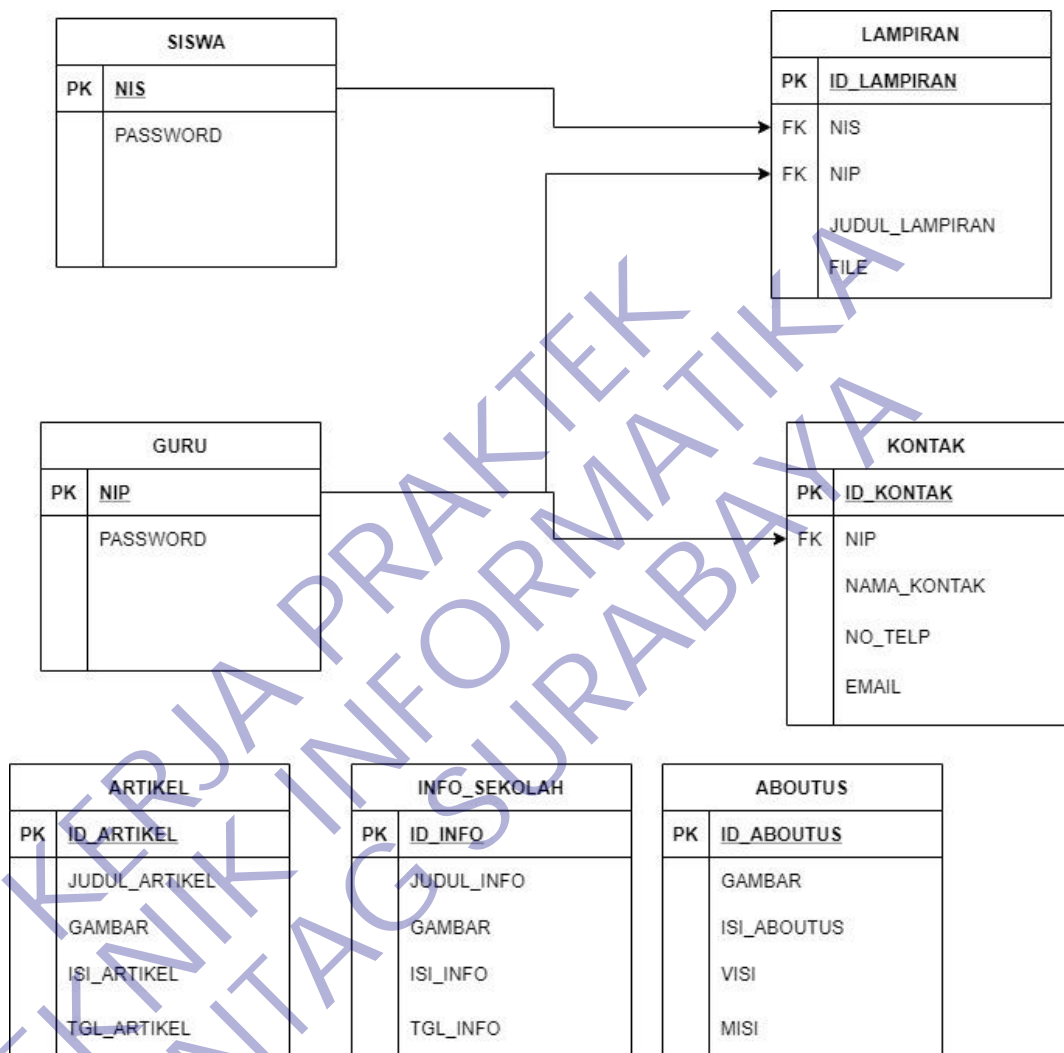 SISWA
PK NIS
PASSWORD
LAMPIRAN
PK ID_LAMPIRAN
FK NIS
FK NIP
JUDUL_LAMPIRAN
FILE
GURU
PK NIP
PASSWORD
KONTAK
PK ID_KONTAK
FK NIP
NAMA_KONTAK
NO_TELP
EMAIL
ARTIKEL
PK ID_ARTIKEL
JUDUL_ARTIKEL
GAMBAR
ISI_ARTIKEL
TGL_ARTIKEL
INFO_SEKOLAH
PK ID_INFO
JUDUL_INFO
GAMBAR
ISI_INFO
TGL_INFO
ABOUTUS
PK ID_ABOUTUS
GAMBAR
ISI_ABOUTUS
VISI
MISI
KERJA PRAKTEK
TEKNIK INFORMATIKA
UNTAG SURABAYA